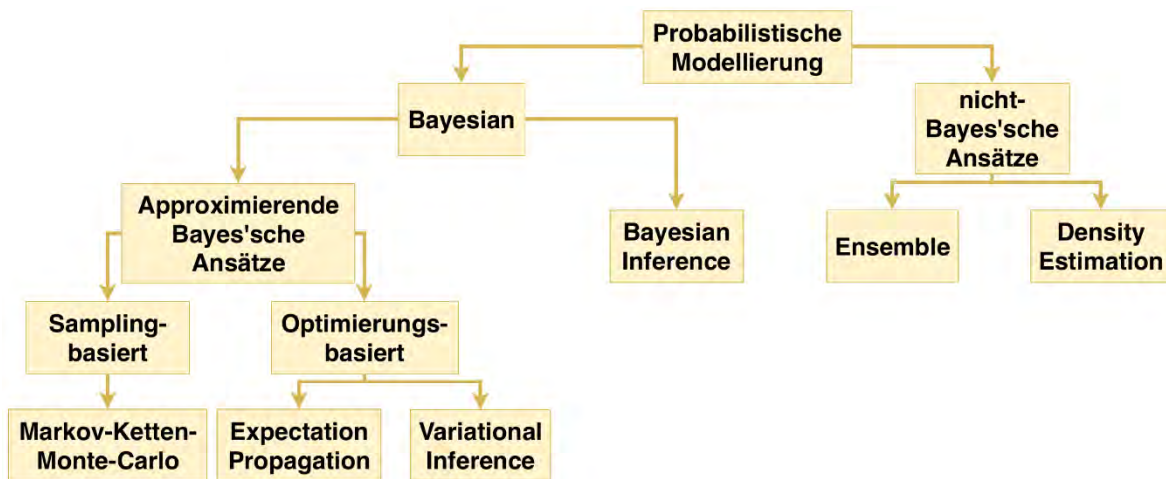 Probabilistische
Modellierung
Bayesian
nicht-
Bayes'sche
Ansätze
Approximierende
Bayes'sche
Ansätze
Bayesian
Inference
Ensemble
Density
Estimation
Sampling-
basiert
Optimierungs-
basiert
Markov-Ketten-
Monte-Carlo
Expectation
Propagation
Variational
Inference